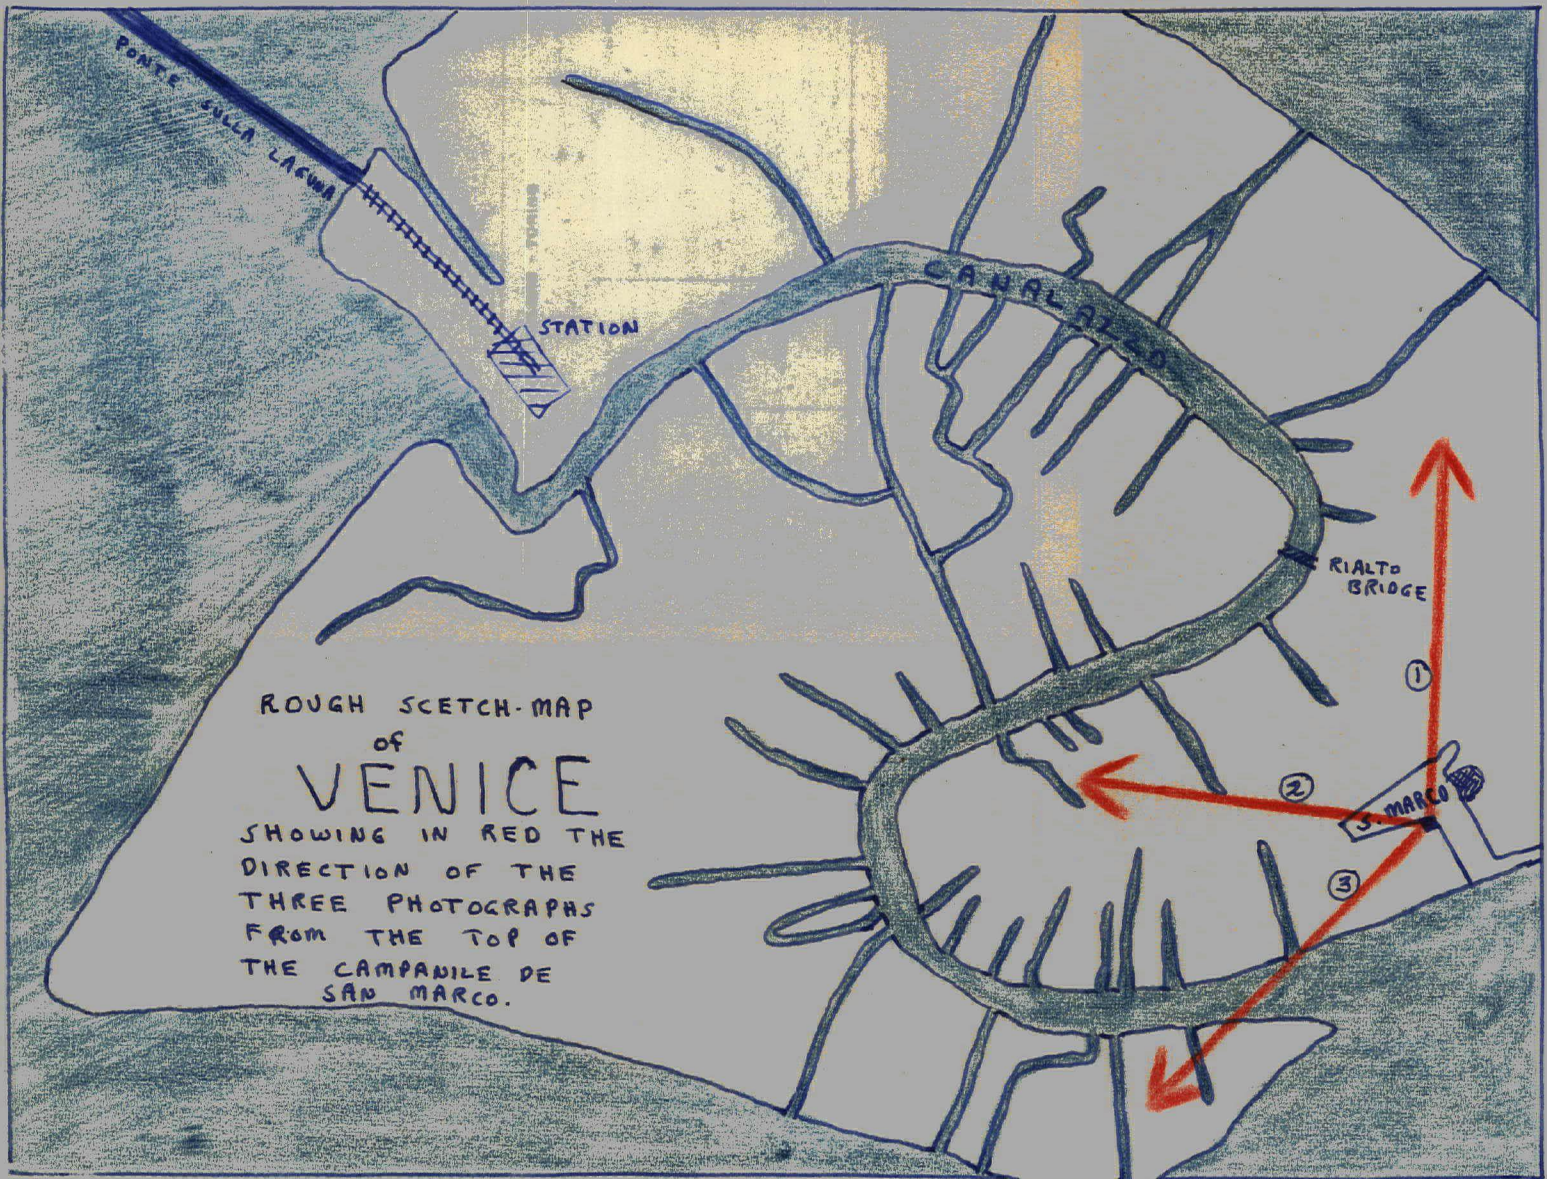 PONTE SULLA LAGUNA
STATION
CANALAZZO
RIALTO
BRIDGE
①
②
S. MARCO
③
ROUGH SCETCH-MAP
of
VENICE
SHOWING IN RED THE
DIRECTION OF THE
THREE PHOTOGRAPHS
FROM THE TOP OF
THE CAMPANILE DE
SAN MARCO.